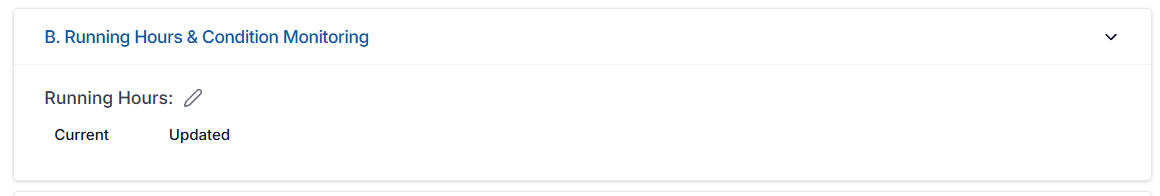 B. Running Hours & Condition Monitoring
Running Hours:
Current Updated